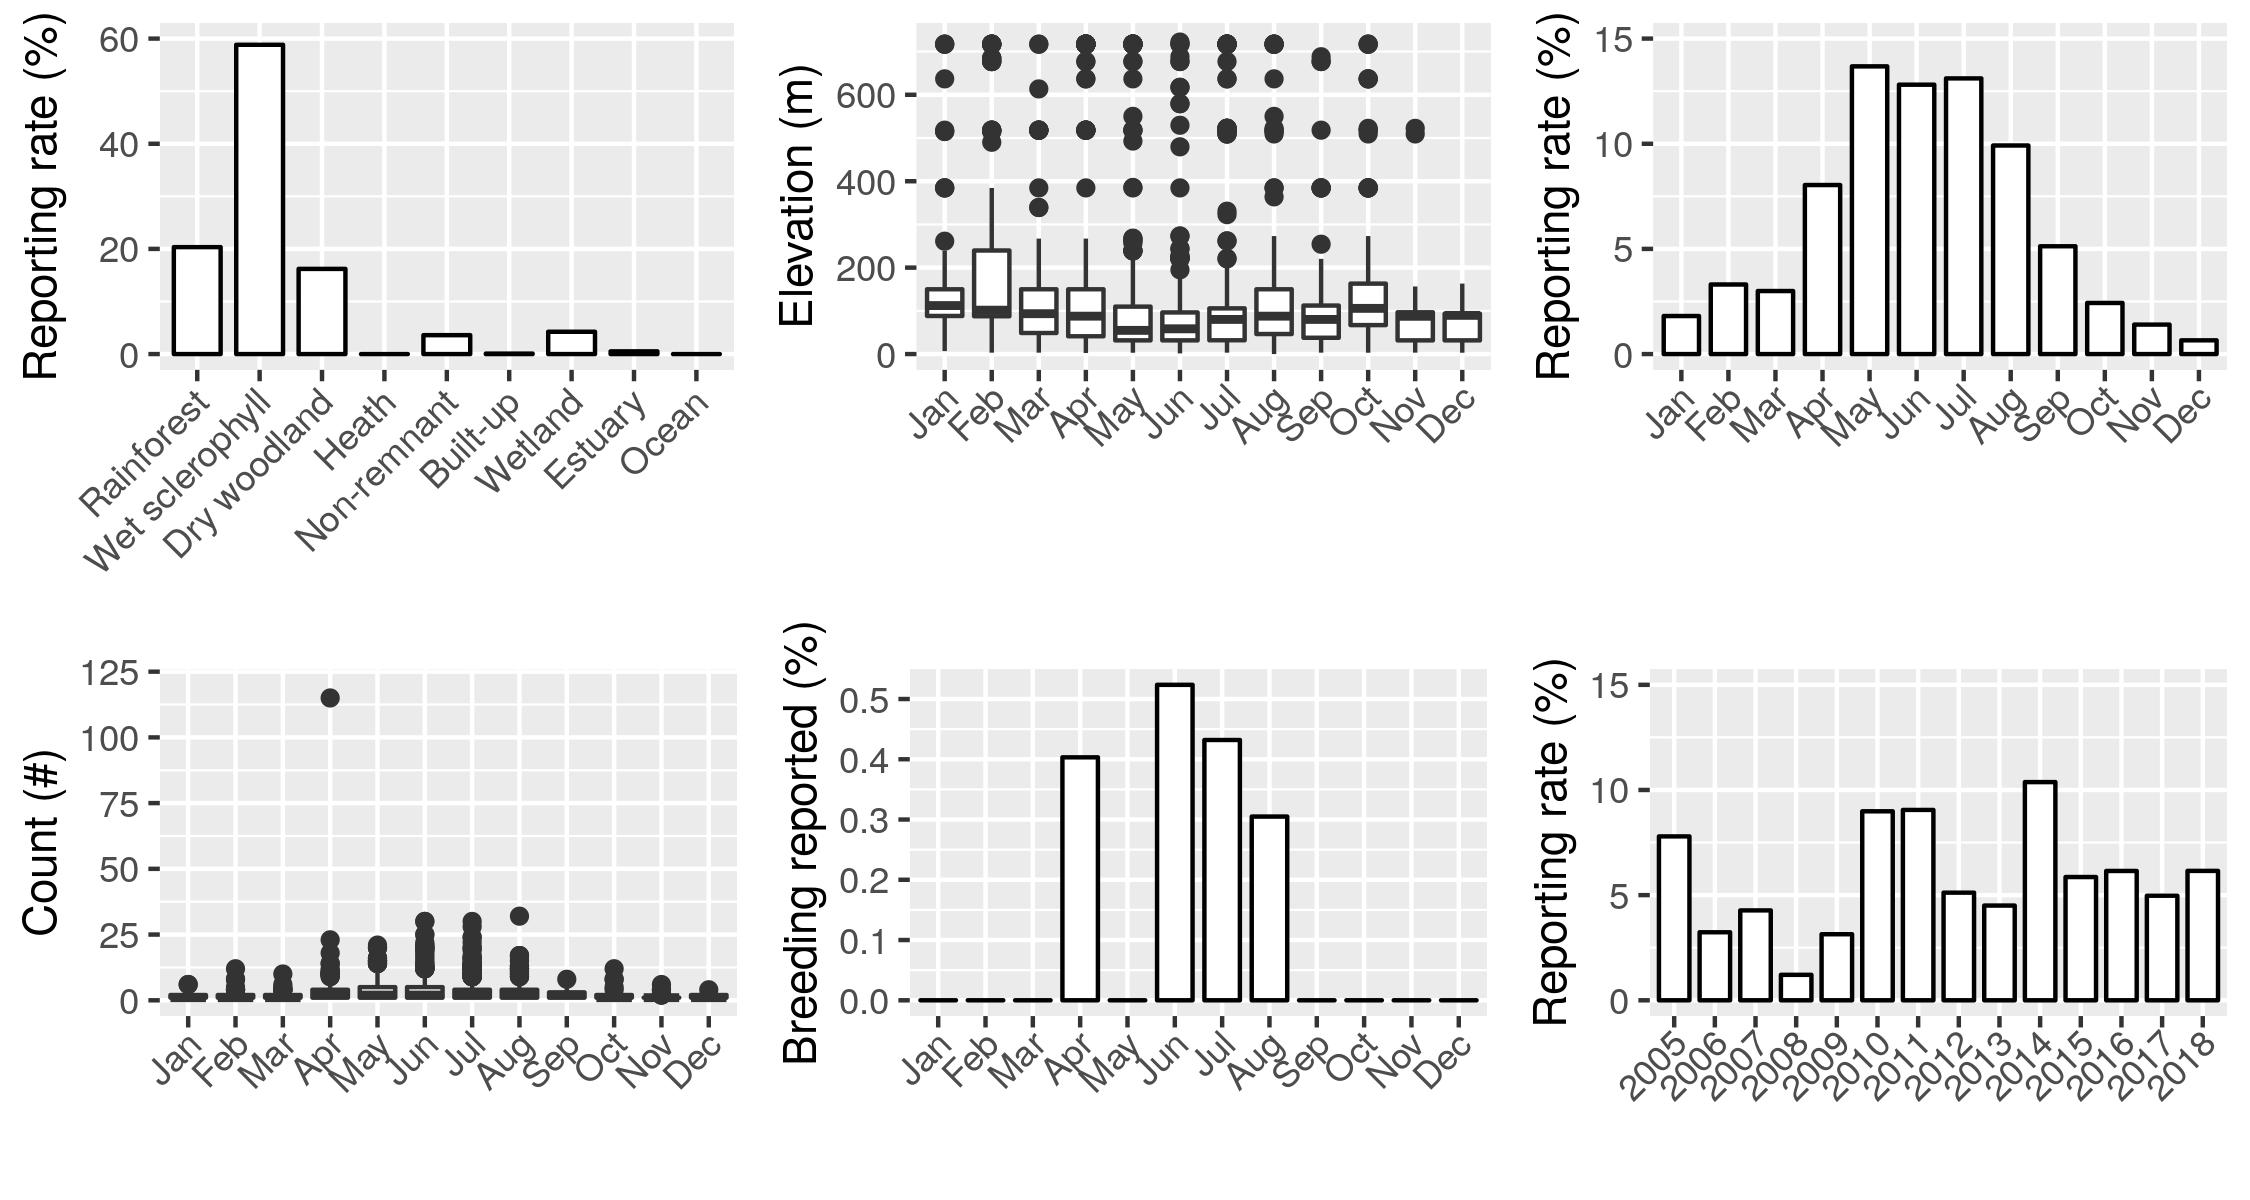 Reporting rate (%)
60
40
20
0
Rainforest
Wet sclerophyll
Dry woodland
Heath
Non-remnant
Built-up
Wetland
Estuary
Ocean
Elevation (m)
600
400
200
0
Jan
Feb
Mar
Apr
May
Jun
Jul
Aug
Sep
Oct
Nov
Dec
Reporting rate (%)
15
10
5
0
Jan
Feb
Mar
Apr
May
Jun
Jul
Aug
Sep
Oct
Nov
Dec
Count (#)
125
100
75
50
25
0
Jan
Feb
Mar
Apr
May
Jun
Jul
Aug
Sep
Oct
Nov
Dec
Breeding reported (%)
0.5
0.4
0.3
0.2
0.1
0.0
Jan
Feb
Mar
Apr
May
Jun
Jul
Aug
Sep
Oct
Nov
Dec
Reporting rate (%)
15
10
5
0
2005
2006
2007
2008
2009
2010
2011
2012
2013
2014
2015
2016
2017
2018